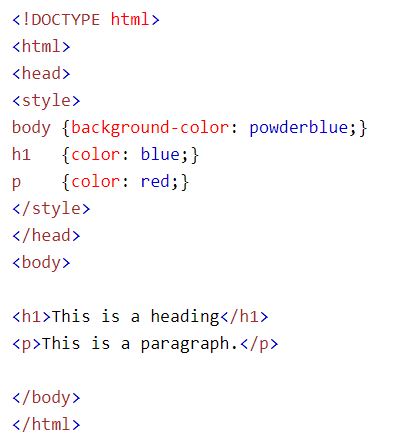 <!DOCTYPE html>
<html>
<head>
<style>
body {background-color: powderblue;}
h1   {color: blue;}
p    {color: red;}
</style>
</head>
<body>

<h1>This is a heading</h1>
<p>This is a paragraph.</p>

</body>
</html>